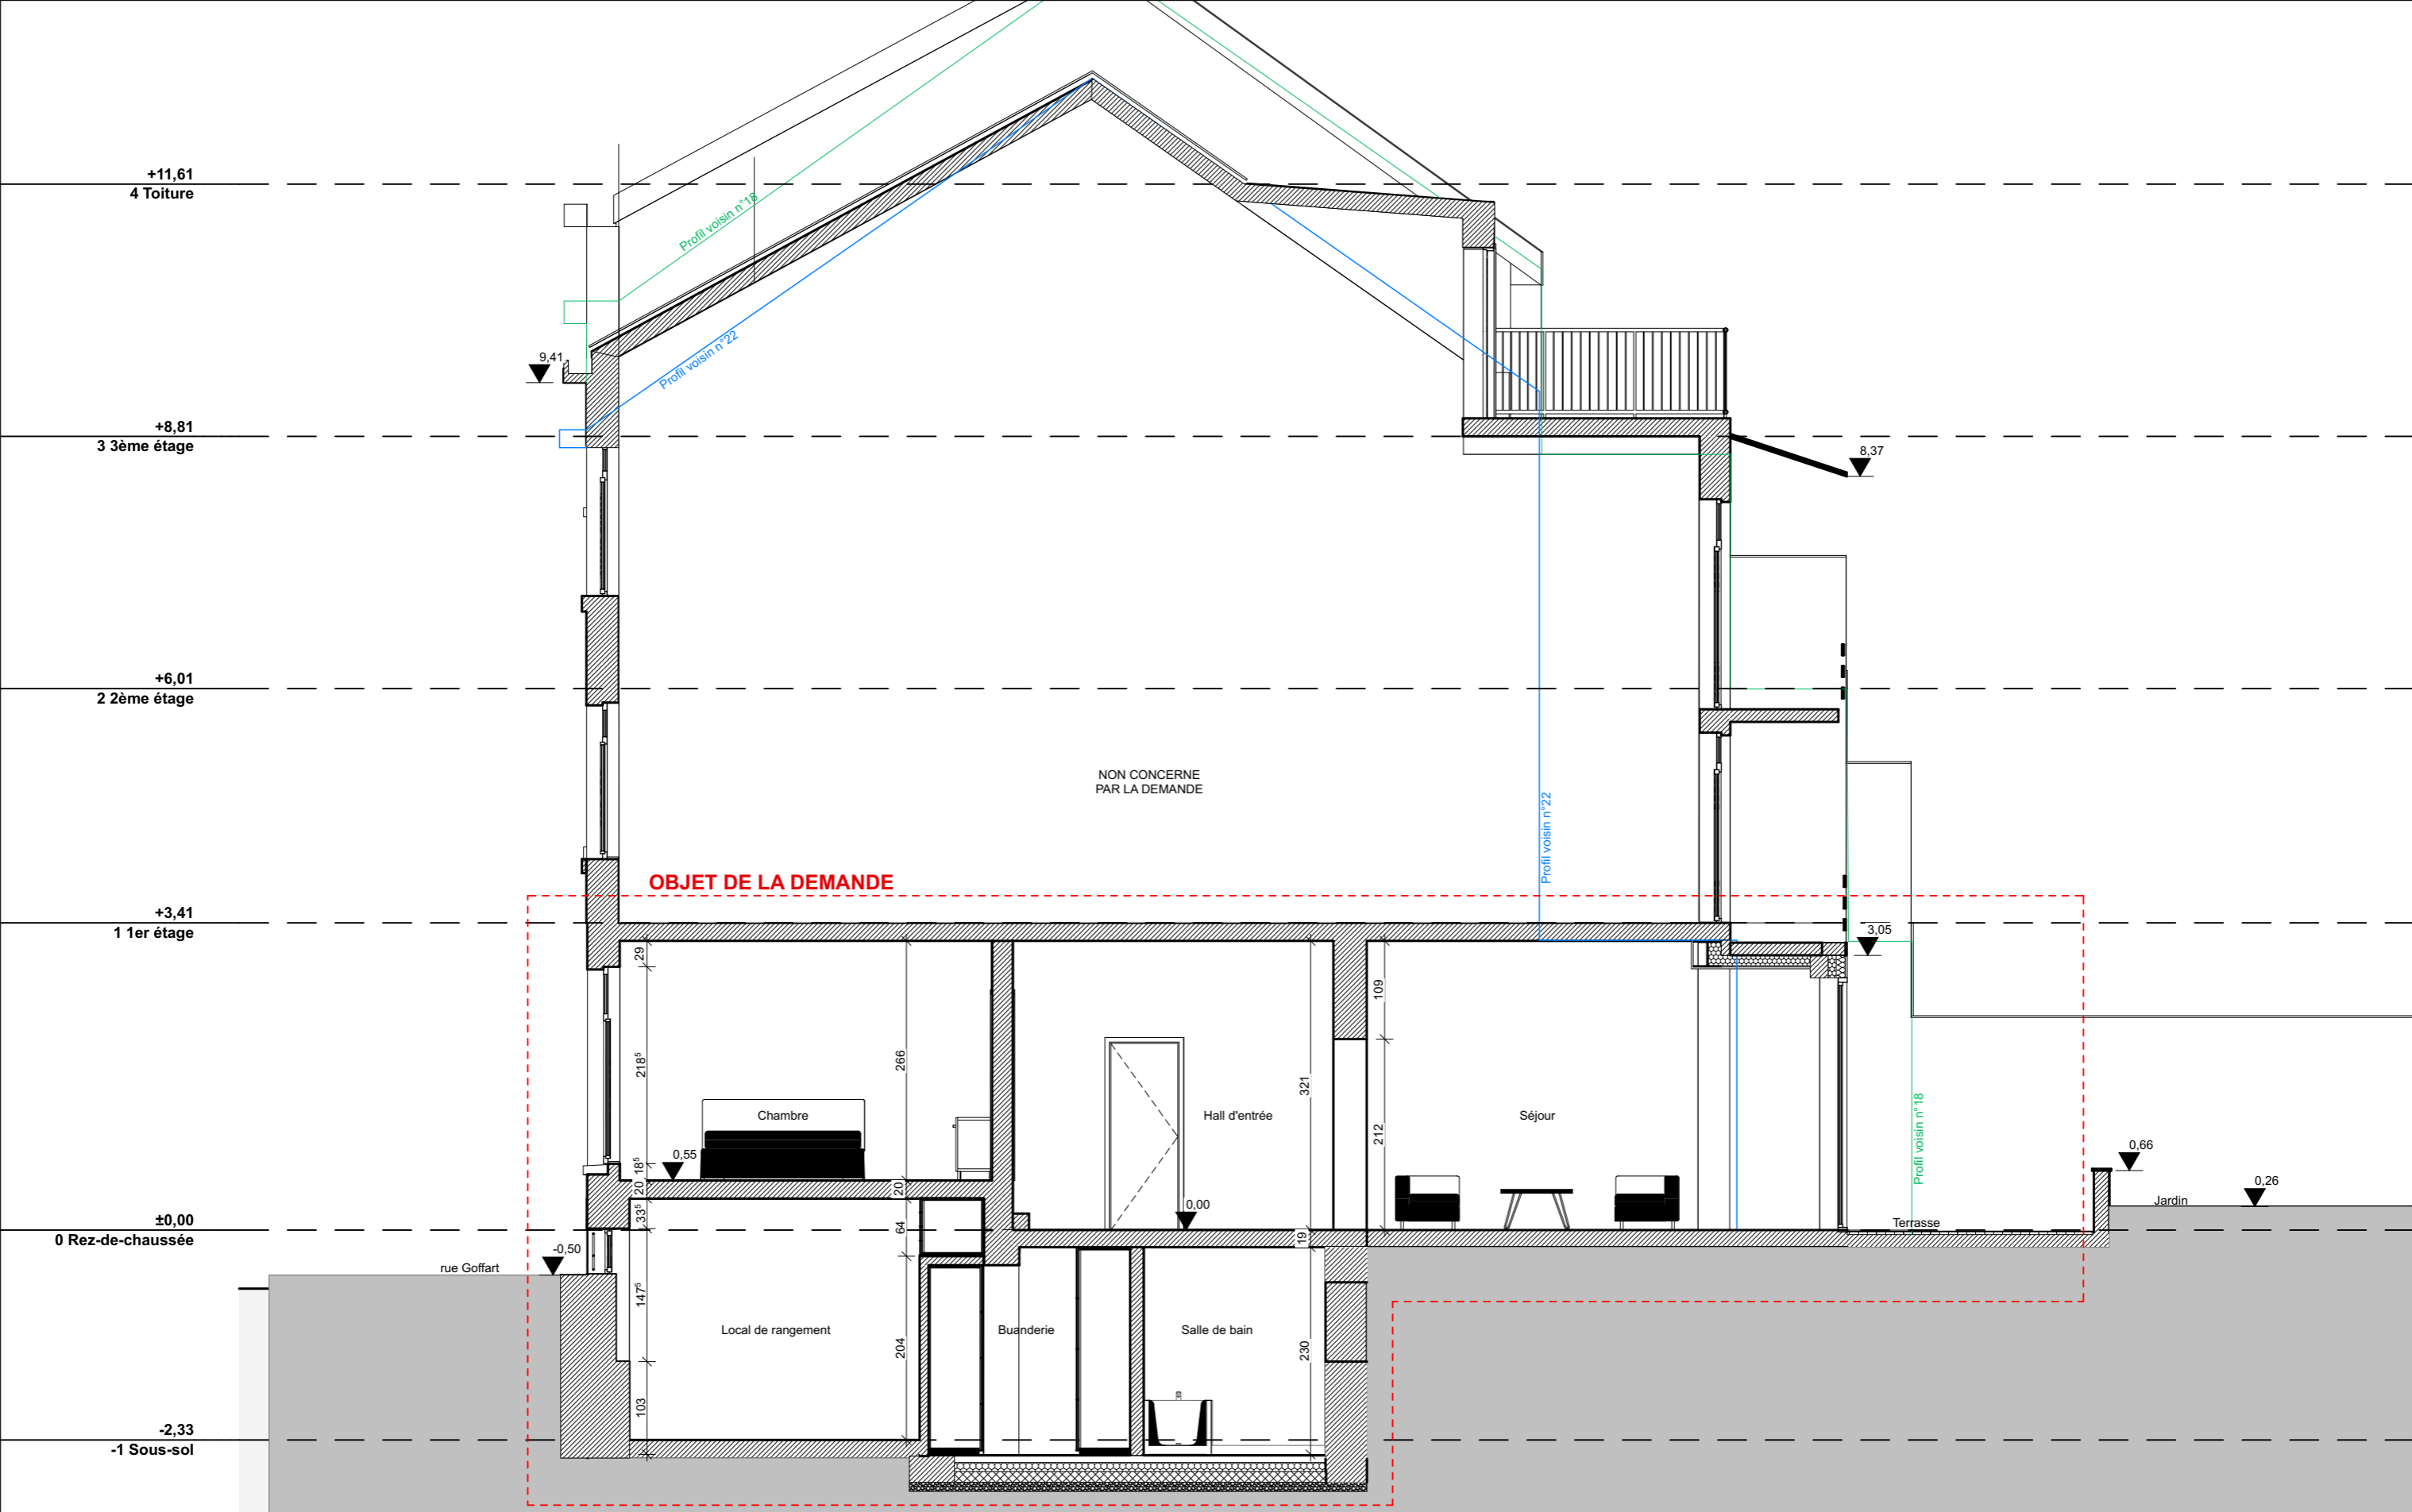 +11,61
4 Toiture
Profil voisin n°18
Profil voisin n°22
9,41
+8,81
3 3ème étage
8,37
+6,01
2 2ème étage
NON CONCERNE
PAR LA DEMANDE
Profil voisin n°22
OBJET DE LA DEMANDE
+3,41
1 1er étage
3,05
29
109
218⁵
266
321
212
Chambre
Hall d'entrée
Séjour
Profil voisin n°18
0,55
18⁵
20
20
0,66
0,26
Jardin
0,00
Terrasse
±0,00
0 Rez-de-chaussée
33⁵
64
19
-0,50
rue Goffart
147⁵
Local de rangement
204
Buanderie
Salle de bain
230
103
-2,33
-1 Sous-sol